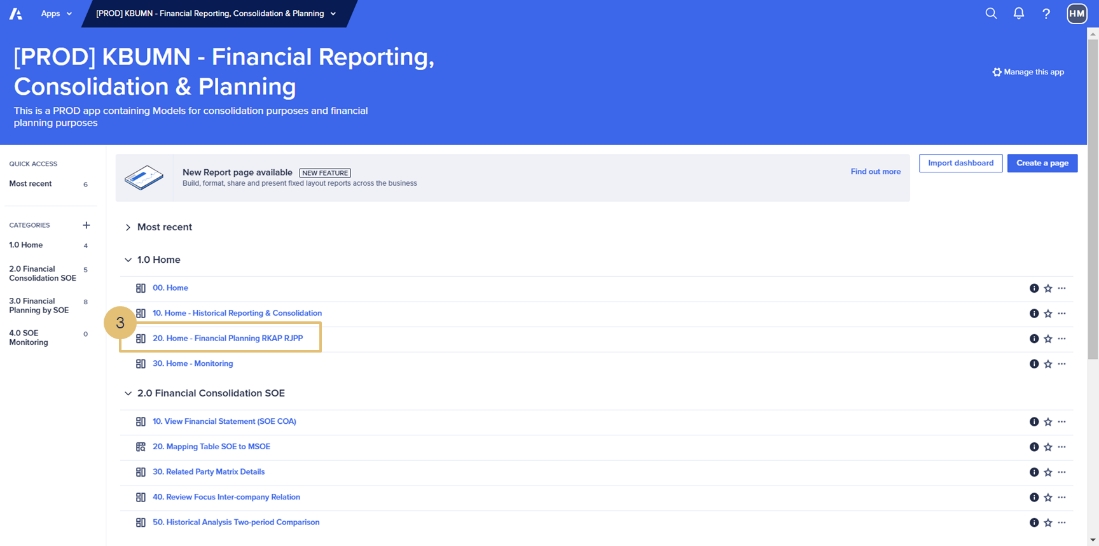 Apps
[PROD] KBUMN - Financial Reporting, Consolidation & Planning
HM
[PROD] KBUMN - Financial Reporting,
Consolidation & Planning
This is a PROD app containing Models for consolidation purposes and financial
planning purposes
Manage this app
QUICK ACCESS
Most recent 6
CATEGORIES
1.0 Home 4
2.0 Financial 5
Consolidation SOE
3.0 Financial 8
Planning by SOE
4.0 SOE 0
Monitoring
New Report page available NEW FEATURE
Build, format, share and present fixed layout reports across the business
Find out more
Import dashboard
Create a page
Most recent
1.0 Home
00. Home
10. Home - Historical Reporting & Consolidation
3
20. Home - Financial Planning RKAP RJPP
30. Home - Monitoring
2.0 Financial Consolidation SOE
10. View Financial Statement (SOE COA)
20. Mapping Table SOE to MSOE
30. Related Party Matrix Details
40. Review Focus Inter-company Relation
50. Historical Analysis Two-period Comparison